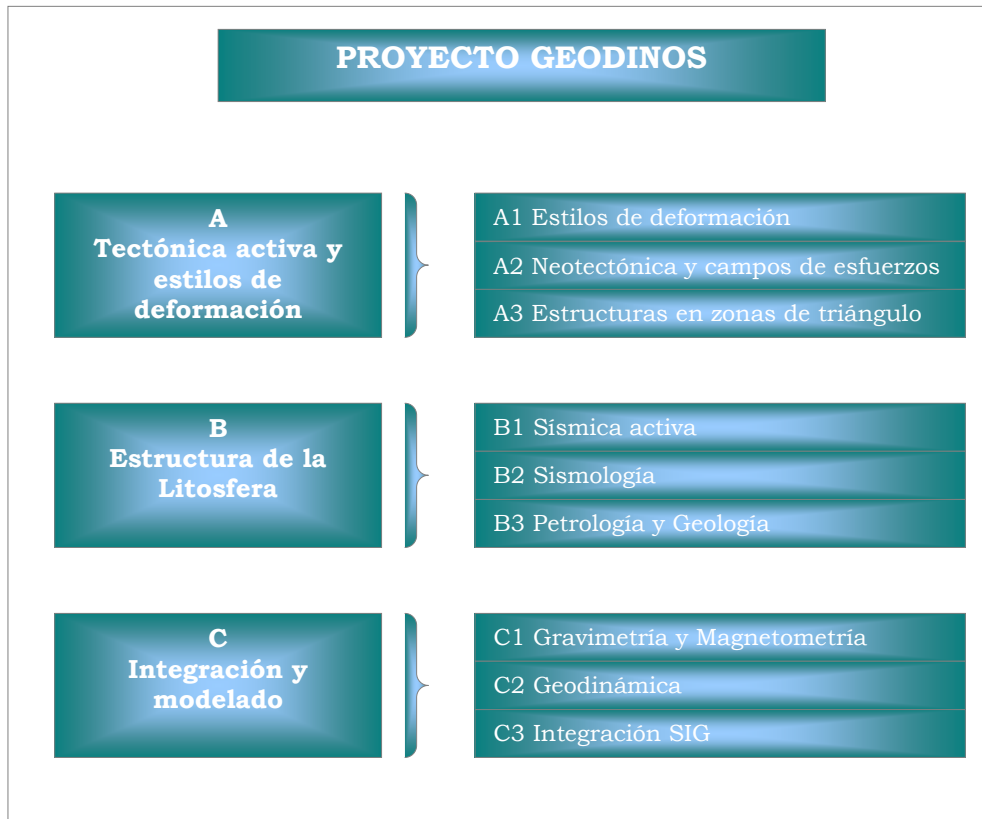 PROYECTO GEODINOS
A
Tectónica activa y
estilos de
deformación
A1 Estilos de deformación
A2 Neotectónica y campos de esfuerzos
A3 Estructuras en zonas de triángulo
B
Estructura de la
Litosfera
B1 Sísmica activa
B2 Sismología
B3 Petrología y Geología
C
Integración y
modelado
C1 Gravimetría y Magnetometría
C2 Geodinámica
C3 Integración SIG